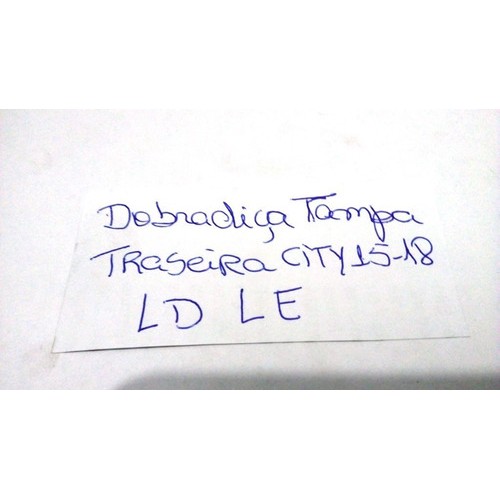 Dobradiça Tampa
TRaseiRa CiTY 15-18
LD LE